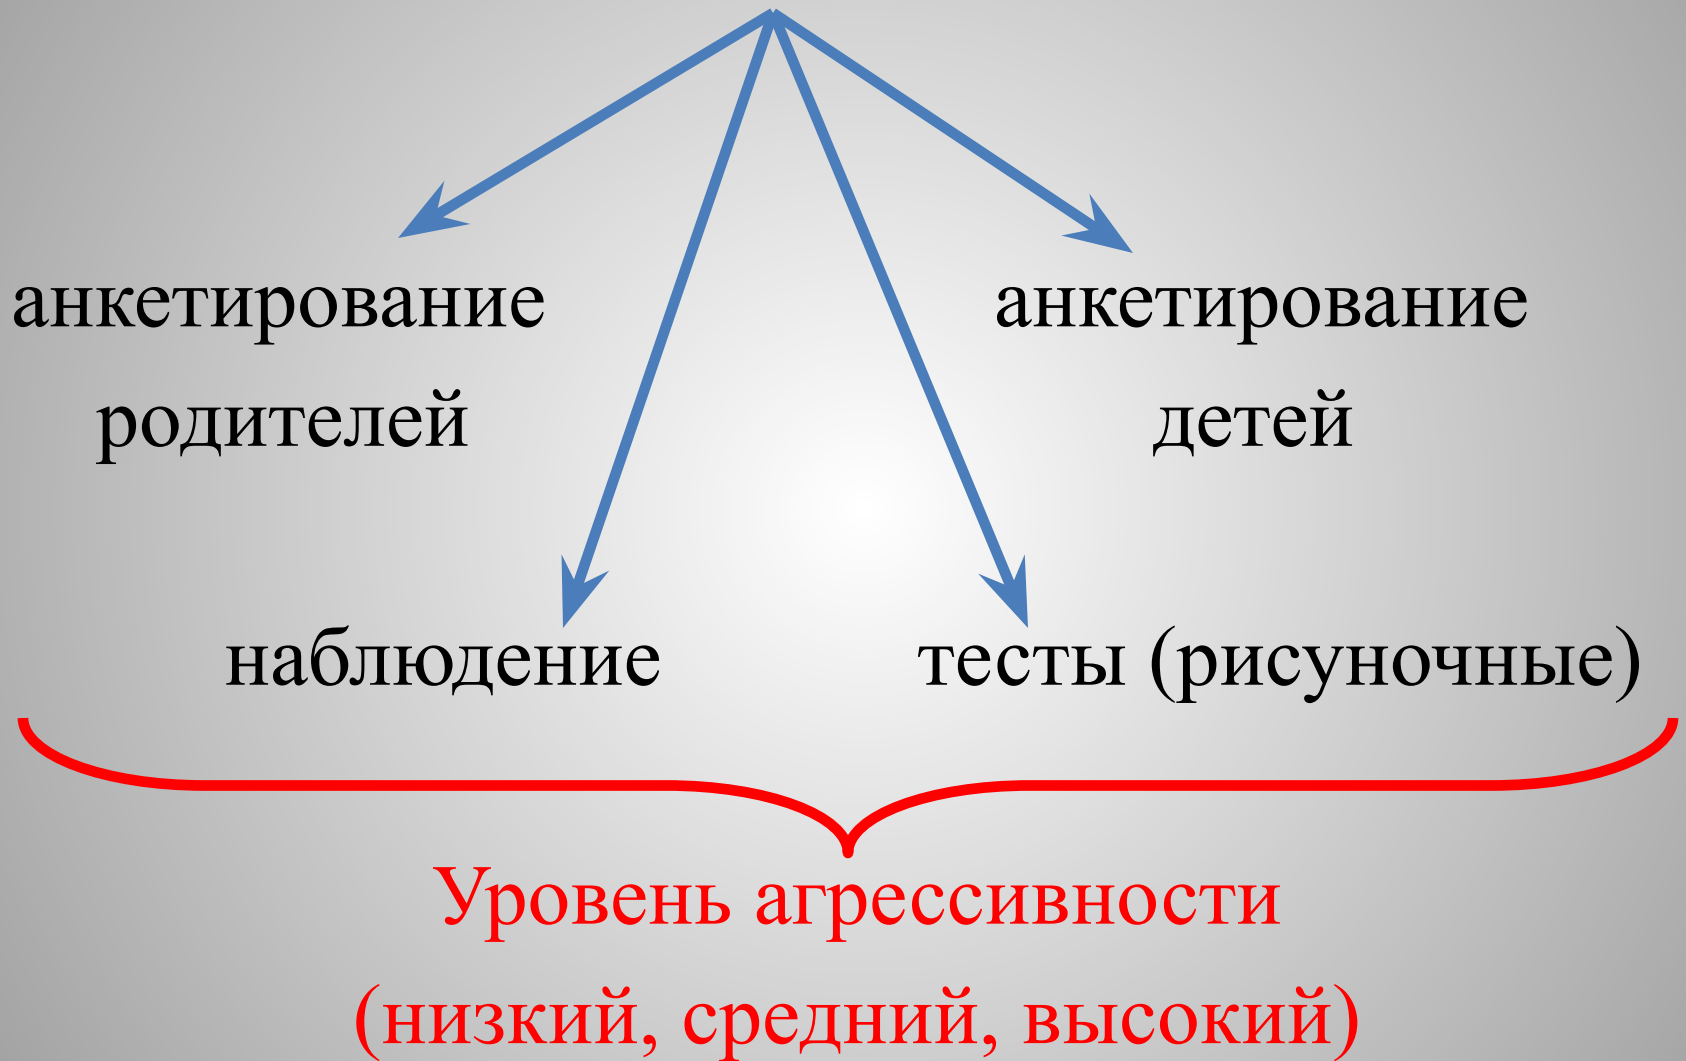 анкетирование
родителей
анкетирование
детей
наблюдение
тесты (рисуночные)
Уровень агрессивности
(низкий, средний, высокий)